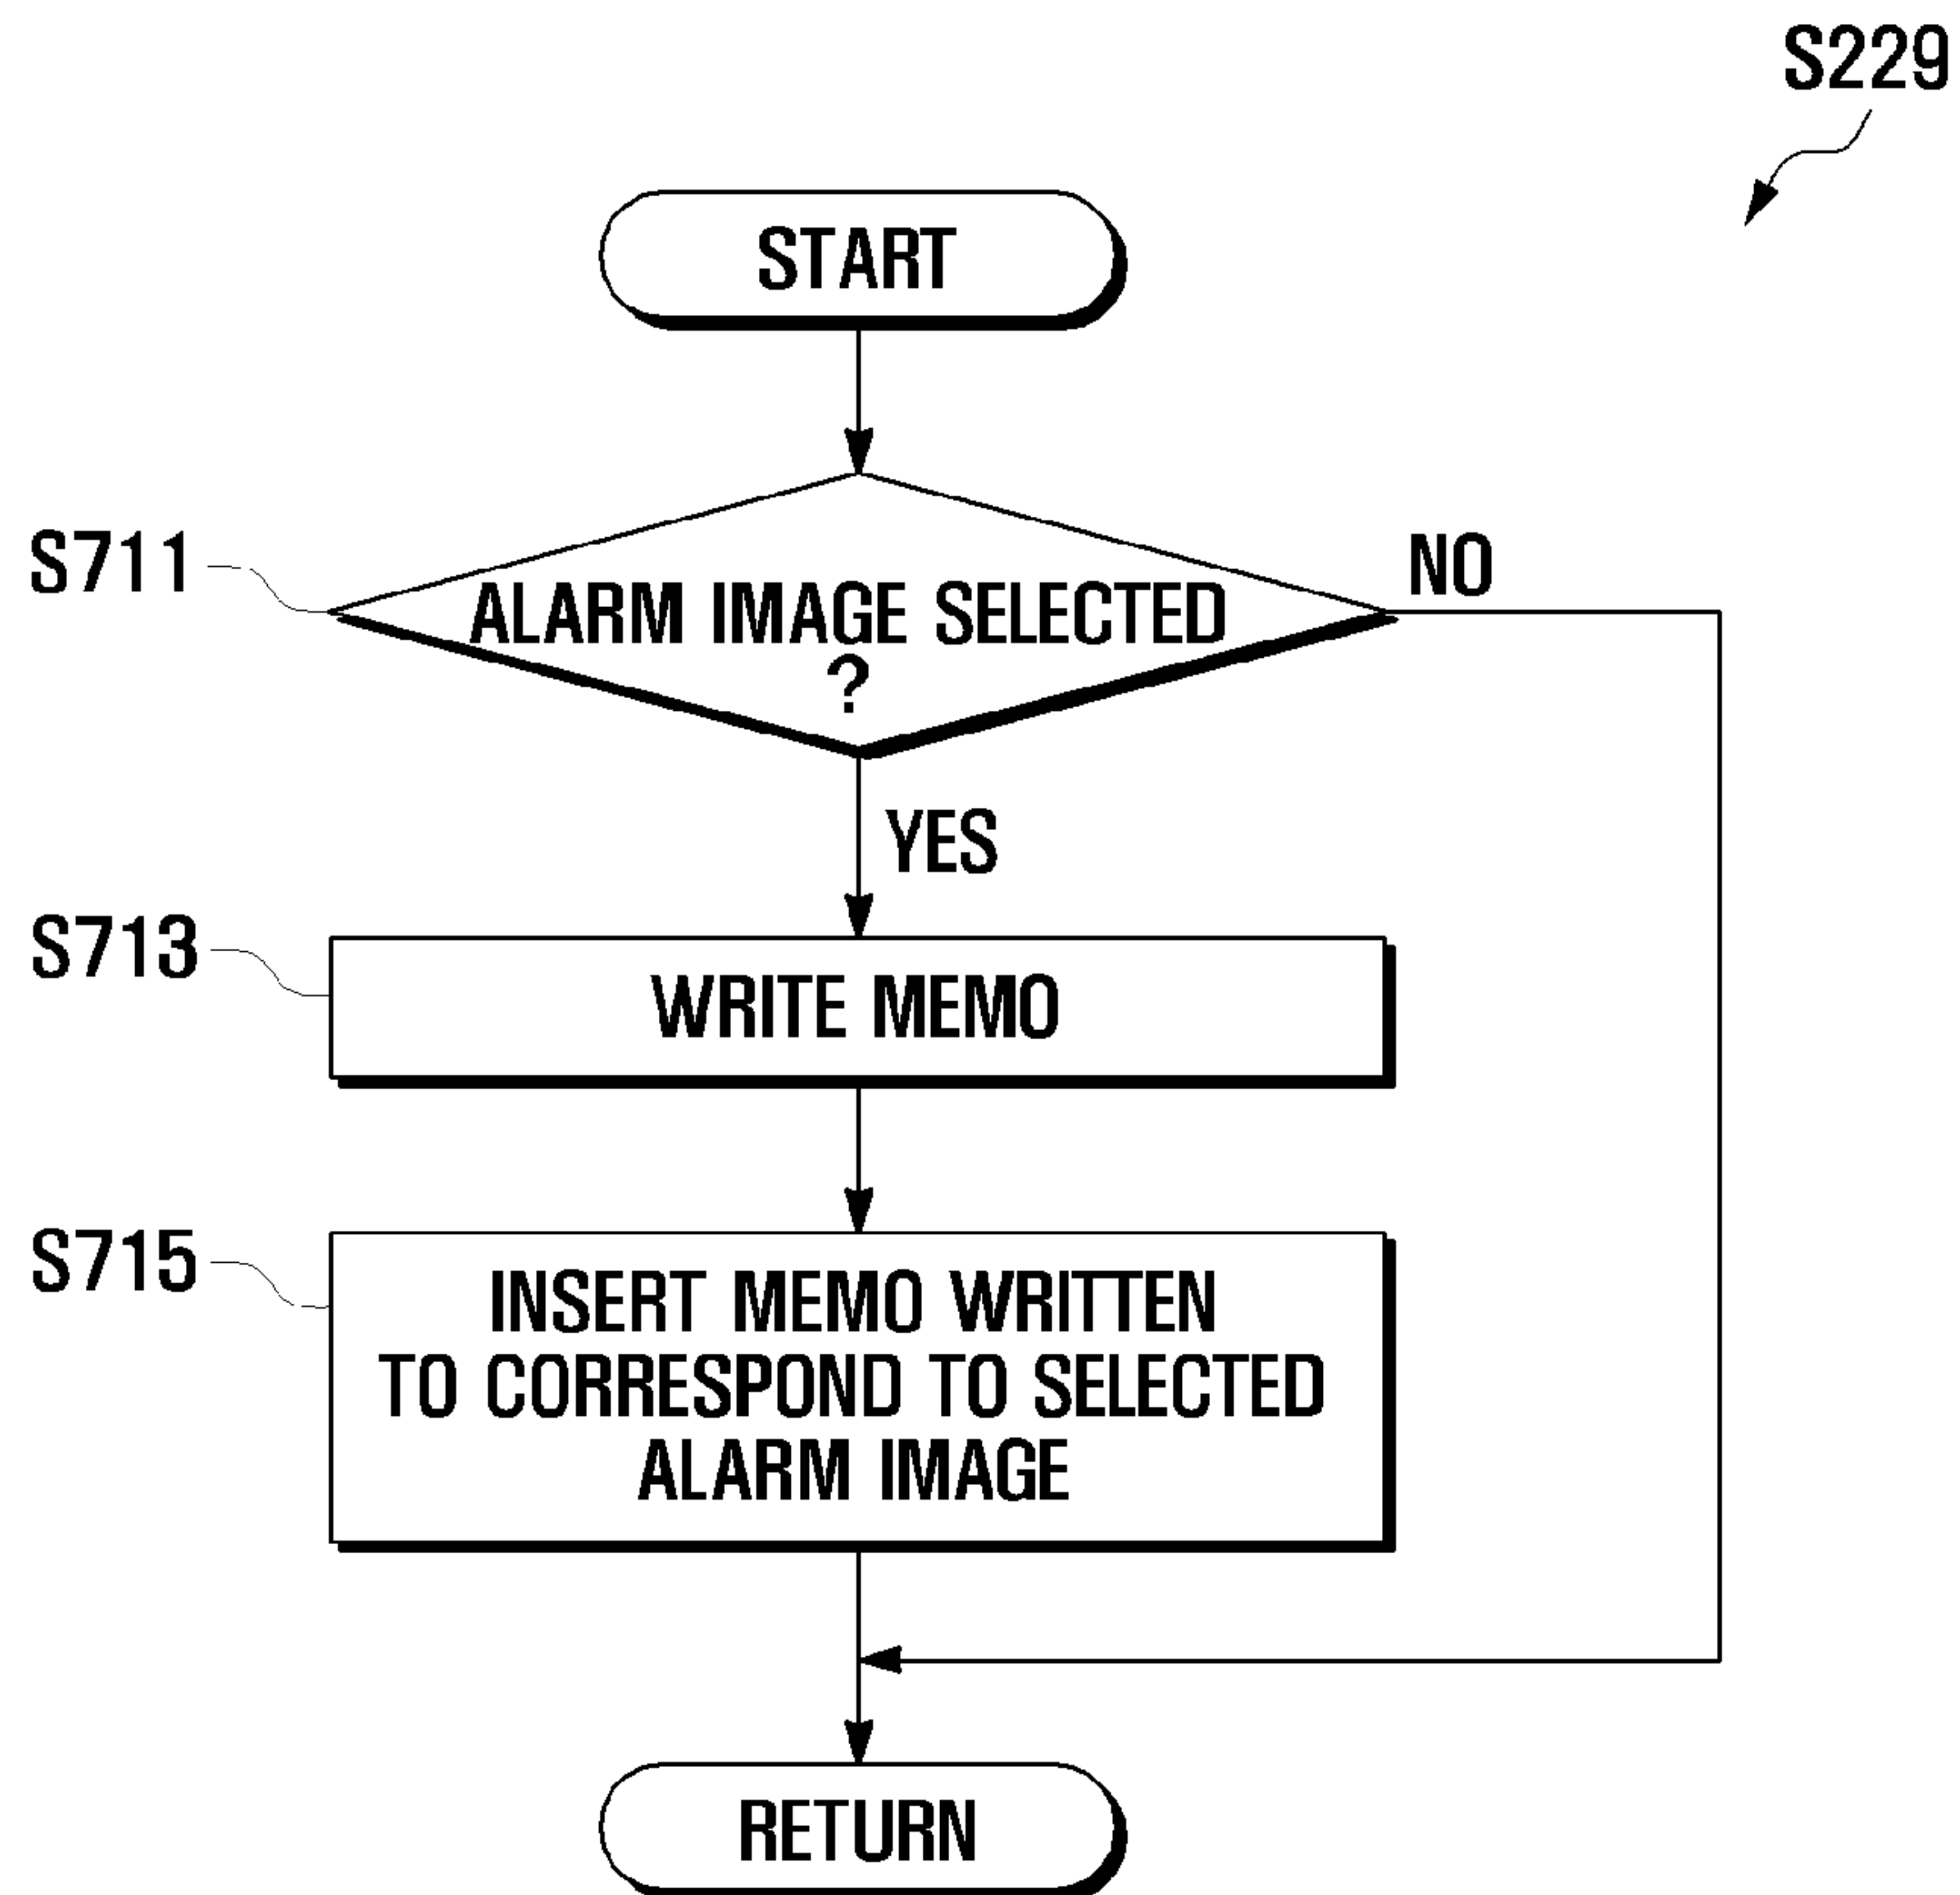 S229
START
S711
NO
ALARM IMAGE SELECTED
?
YES
S713
WRITE MEMO
S715
INSERT MEMO WRITTEN
TO CORRESPOND TO SELECTED
ALARM IMAGE
RETURN